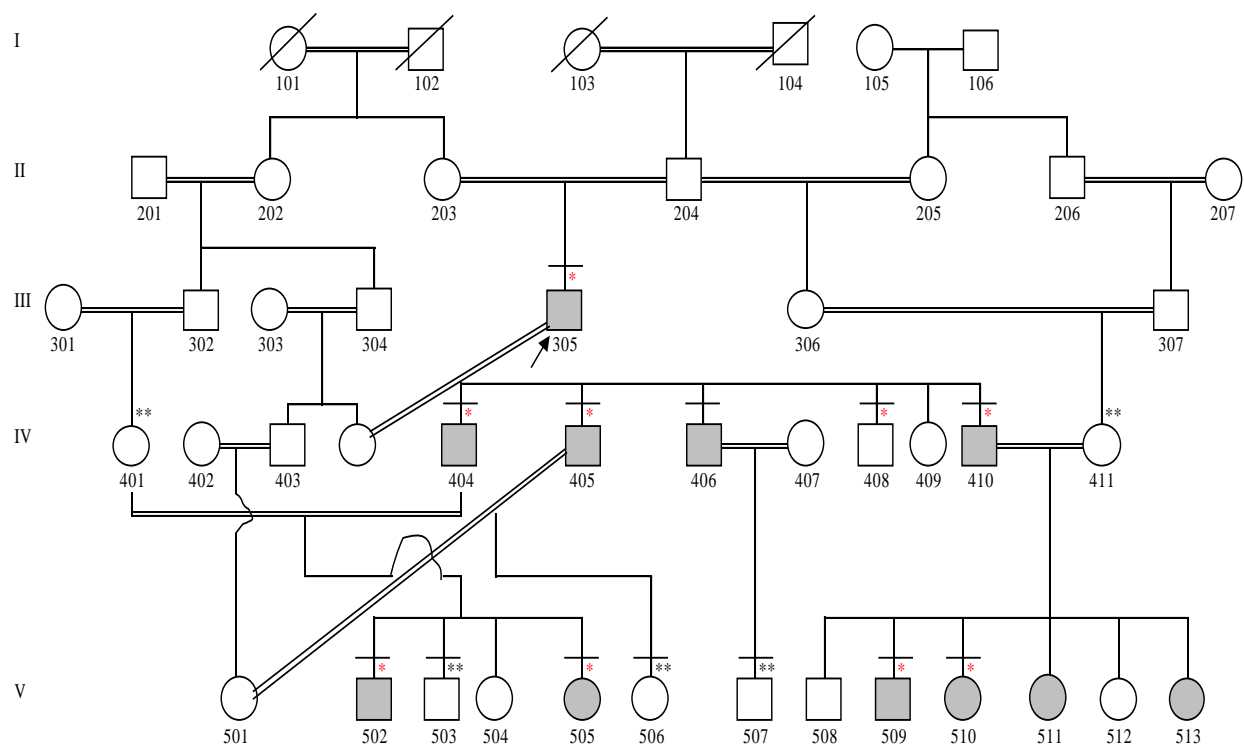 I
101 102 103 104 105 106
II
201 202 203 204 205 206 207
* 
III
301 302 303 304 305 306 307
** * * * * **
IV
401 402 403 404 405 406 407 408 409 410 411
* ** * ** ** * *
V
501 502 503 504 505 506 507 508 509 510 511 512 513